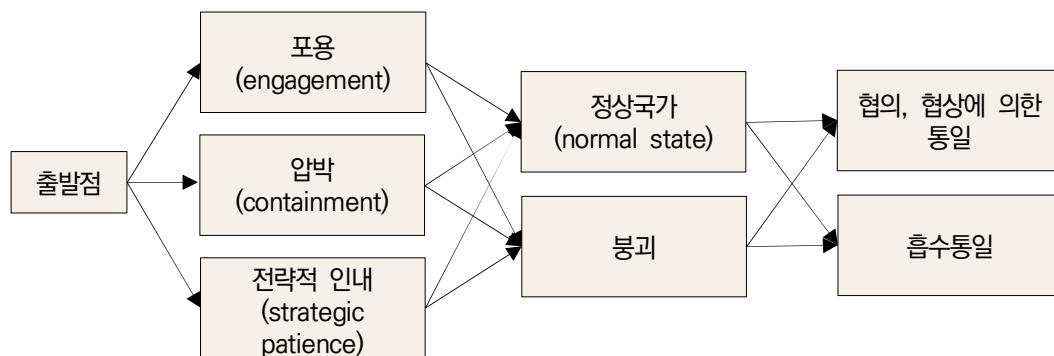 출발점
포용
(engagement)
압박
(containment)
전략적 인내
(strategic
patience)
정상국가
(normal state)
붕괴
협의, 협상에 의한
통일
흡수통일